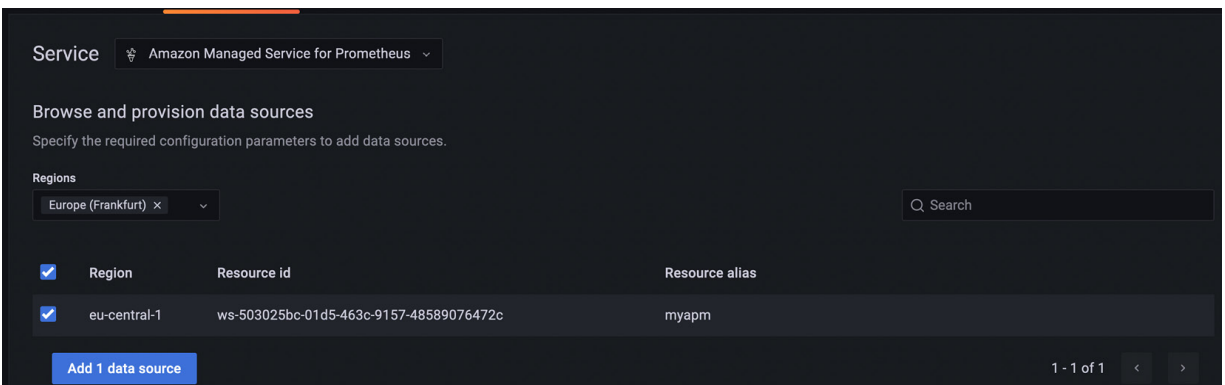 Service Amazon Managed Service for Prometheus
Browse and provision data sources
Specify the required configuration parameters to add data sources.
Regions
Europe (Frankfurt) ×
Search
Region Resource id Resource alias
eu-central-1 ws-503025bc-01d5-463c-9157-48589076472c myapm
Add 1 data source 1 - 1 of 1